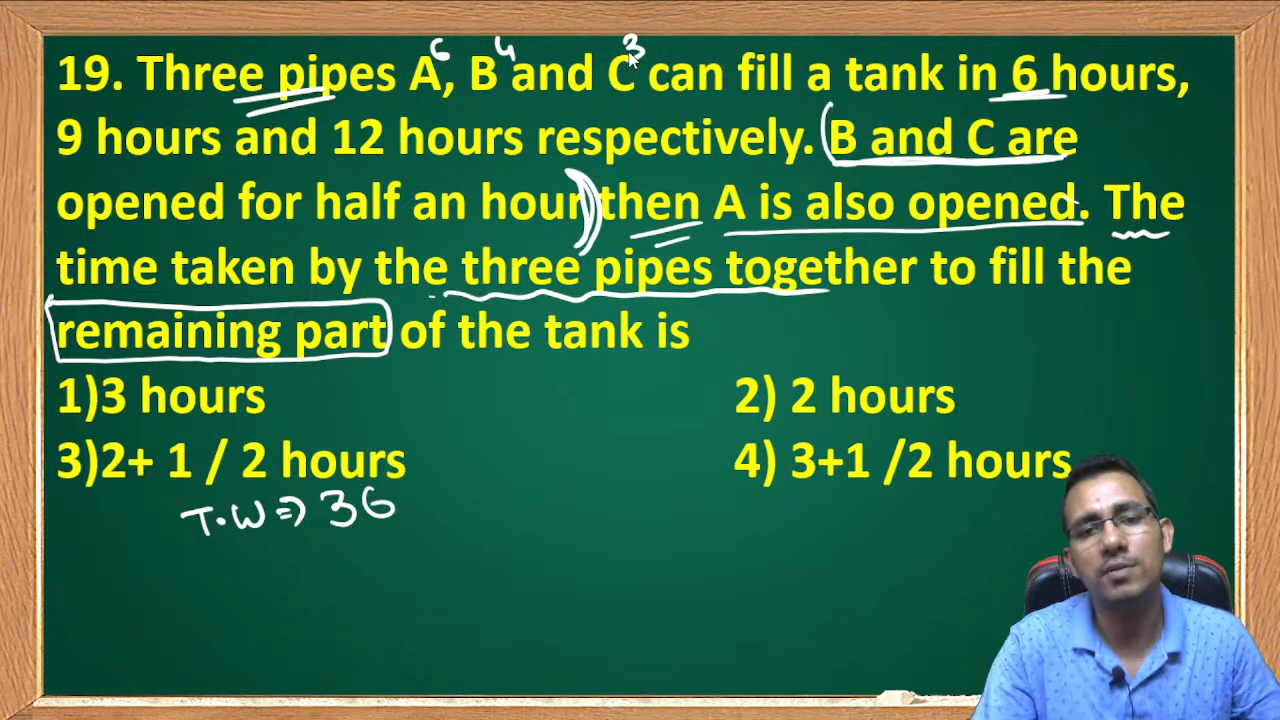 6 4 3
19. Three pipes A, B and C can fill a tank in 6 hours,
9 hours and 12 hours respectively. (B and C are
opened for half an hour) then A is also opened. The
time taken by the three pipes together to fill the
remaining part of the tank is
1)3 hours 2) 2 hours
3)2+ 1 / 2 hours 4) 3+1 /2 hours
T.W => 36